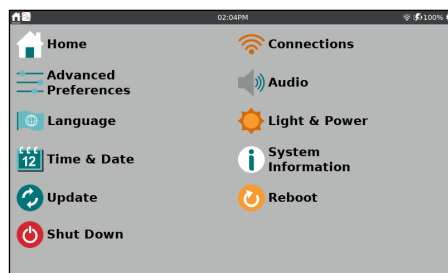 02:04PM
100%
Home
Connections
Advanced
Preferences
Audio
Language
Light & Power
12
Time & Date
System
Information
Update
Reboot
Shut Down